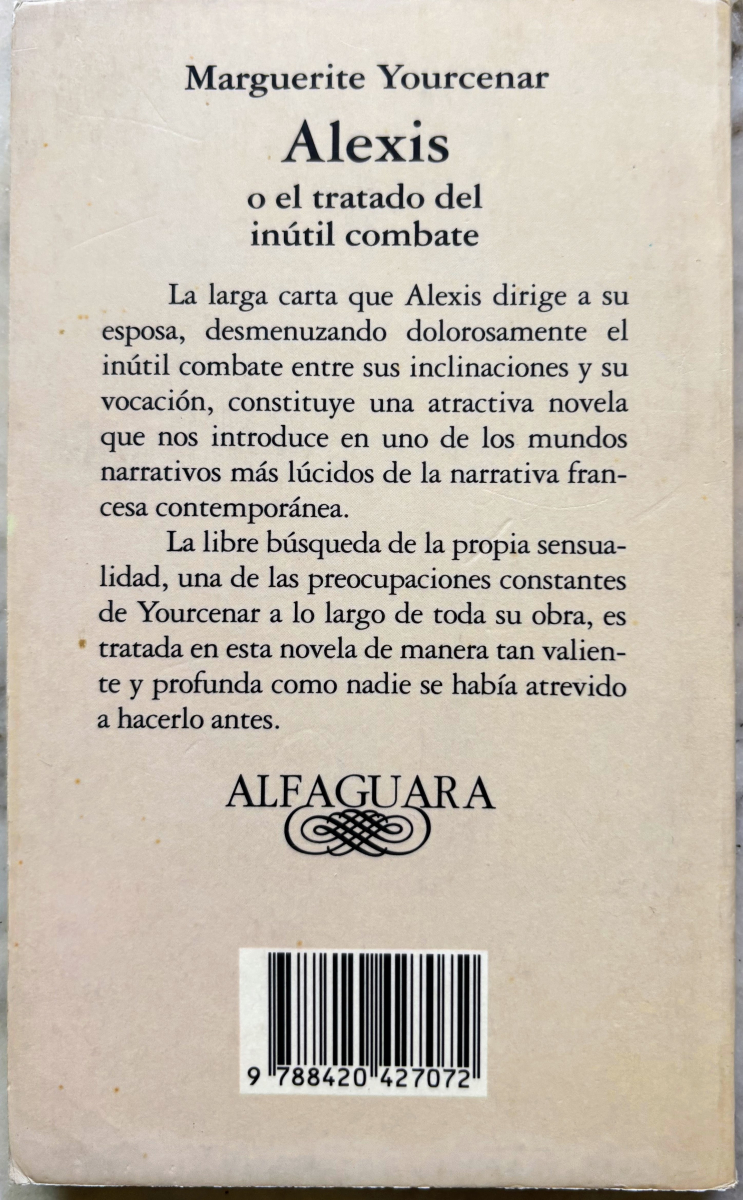 Marguerite Yourcenar
Alexis
o el tratado del
inútil combate
La larga carta que Alexis dirige a su
esposa, desmenuzando dolorosamente el
inútil combate entre sus inclinaciones y su
vocación, constituye una atractiva novela
que nos introduce en uno de los mundos
narrativos más lúcidos de la narrativa fran-
cesa contemporánea.
La libre búsqueda de la propia sensua-
lidad, una de las preocupaciones constantes
de Yourcenar a lo largo de toda su obra, es
tratada en esta novela de manera tan valien-
te y profunda como nadie se había atrevido
a hacerlo antes.
ALFAGUARA
9 788420 427072